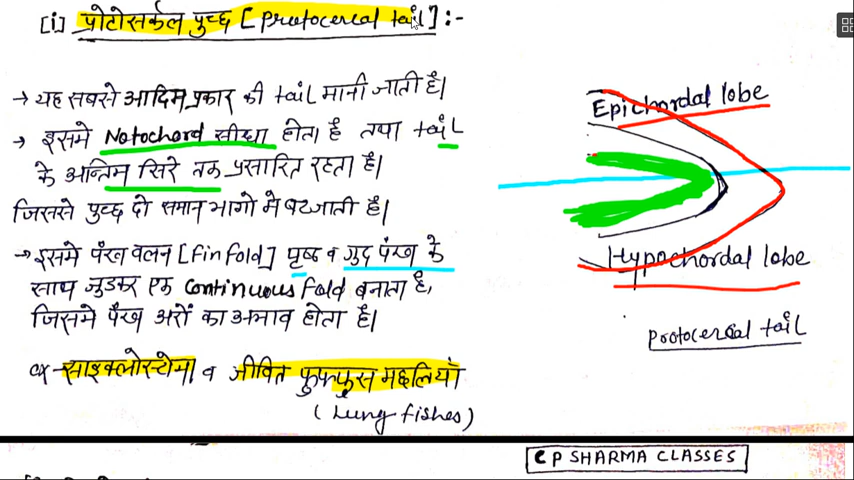 [i] प्रोटोसर्कल पुच्छ [Protocercal tail] :-
→ यह सबसे आदिम प्रकार की tail मानी जाती है।
→ इसमे Notochord सीधा होता है तथा tail
के अन्तिम सिरे तक प्रसारित रहता है।
जिससे पुच्छ दो समान भागो मे बट जाती है।
→ इसमे पंख वलन [fin fold] पृष्ठ व गुद पंख के
साथ जुडकर एक continuous fold बनाता है,
जिसमे पंख अरों का अभाव होता है।
ex - साइक्लोस्टोमा व जीवित फुफ्फुस मछलियाँ
(Lung fishes)
Epichordal lobe
Hypochordal lobe
Protocercal tail
CP SHARMA CLASSES